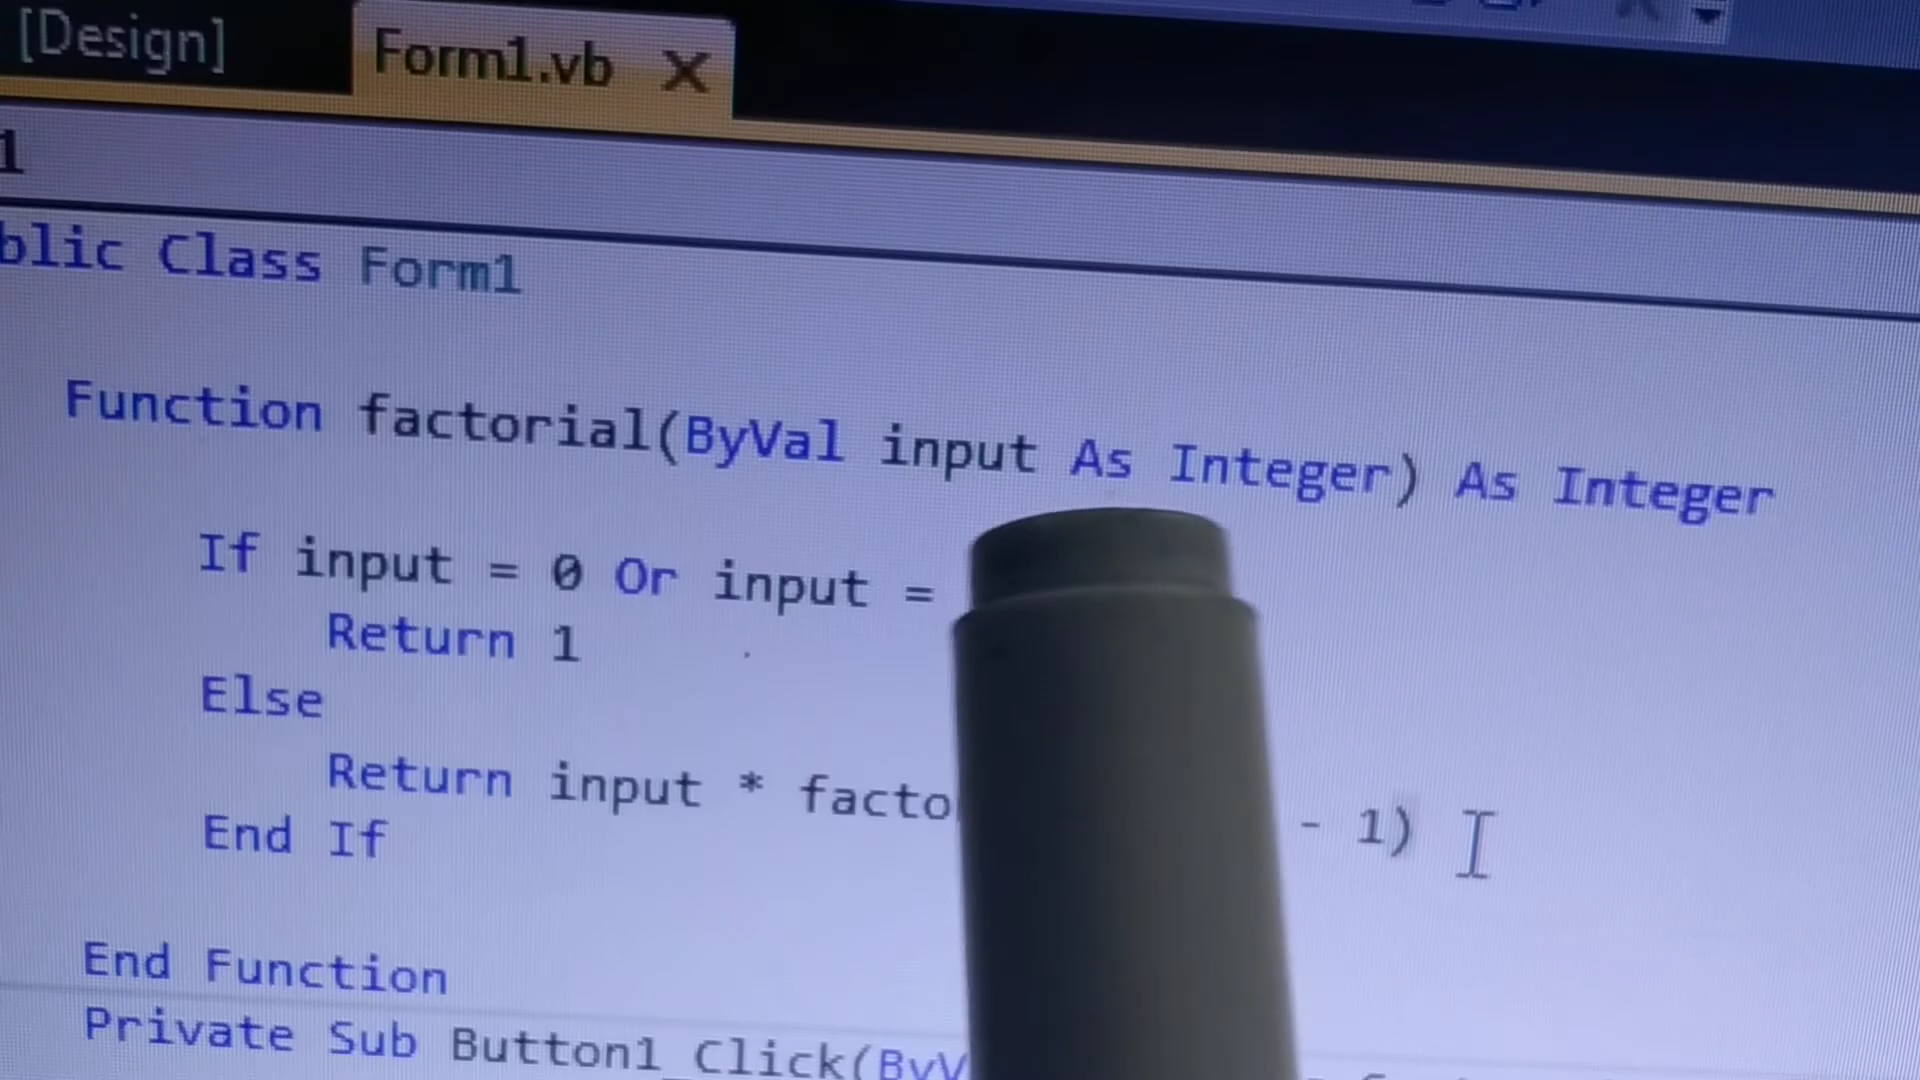 [Design] Form1.vb X
1
blic Class Form1
Function factorial(ByVal input As Integer) As Integer
If input = 0 Or input =
Return 1
Else
Return input * facto - 1)
End If
End Function
Private Sub Button1_Click(ByV